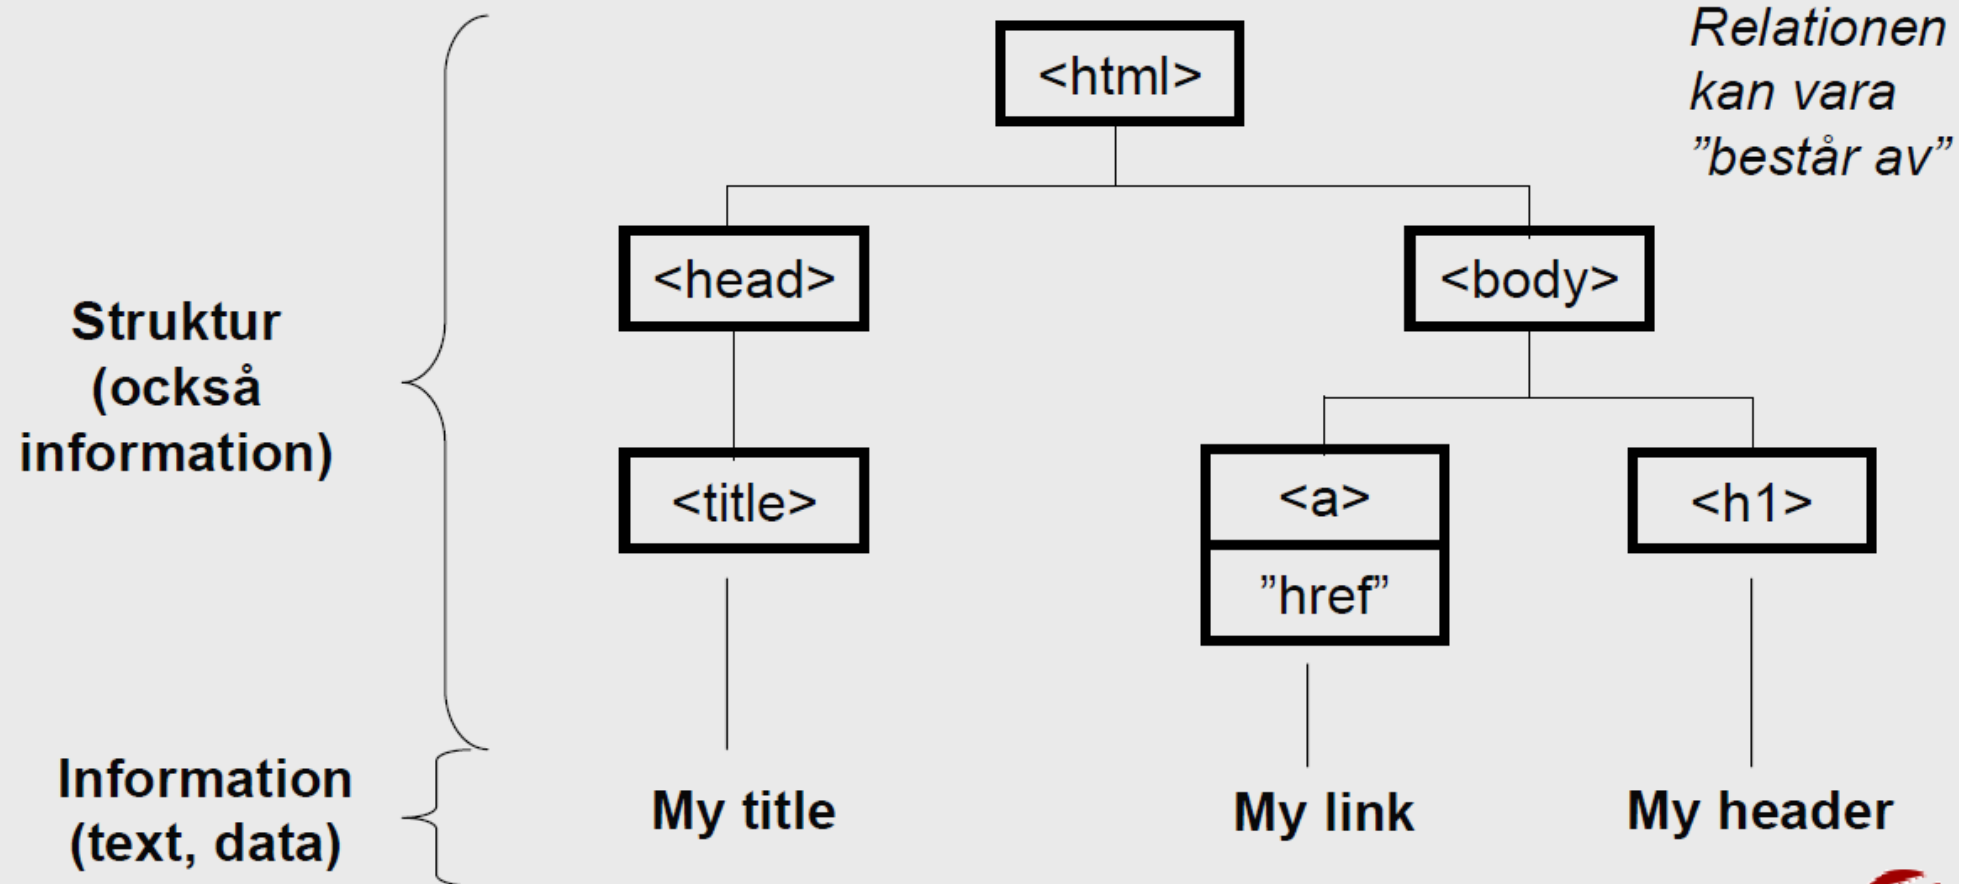 <html>
Relationen
kan vara
”består av”
<head>
<body>
Struktur
(också
information)
<title>
<a>
<h1>
”href”
Information
(text, data)
My title
My link
My header